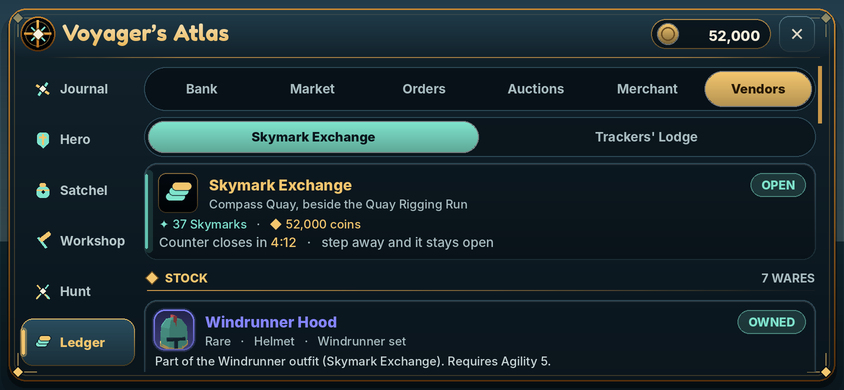 Voyager's Atlas
52,000
×
Journal
Hero
Satchel
Workshop
Hunt
Ledger
Bank Market Orders Auctions Merchant Vendors
Skymark Exchange Trackers' Lodge
Skymark Exchange
OPEN
Compass Quay, beside the Quay Rigging Run
37 Skymarks · 52,000 coins
Counter closes in 4:12 · step away and it stays open
STOCK
7 WARES
Windrunner Hood
OWNED
Rare · Helmet · Windrunner set
Part of the Windrunner outfit (Skymark Exchange). Requires Agility 5.